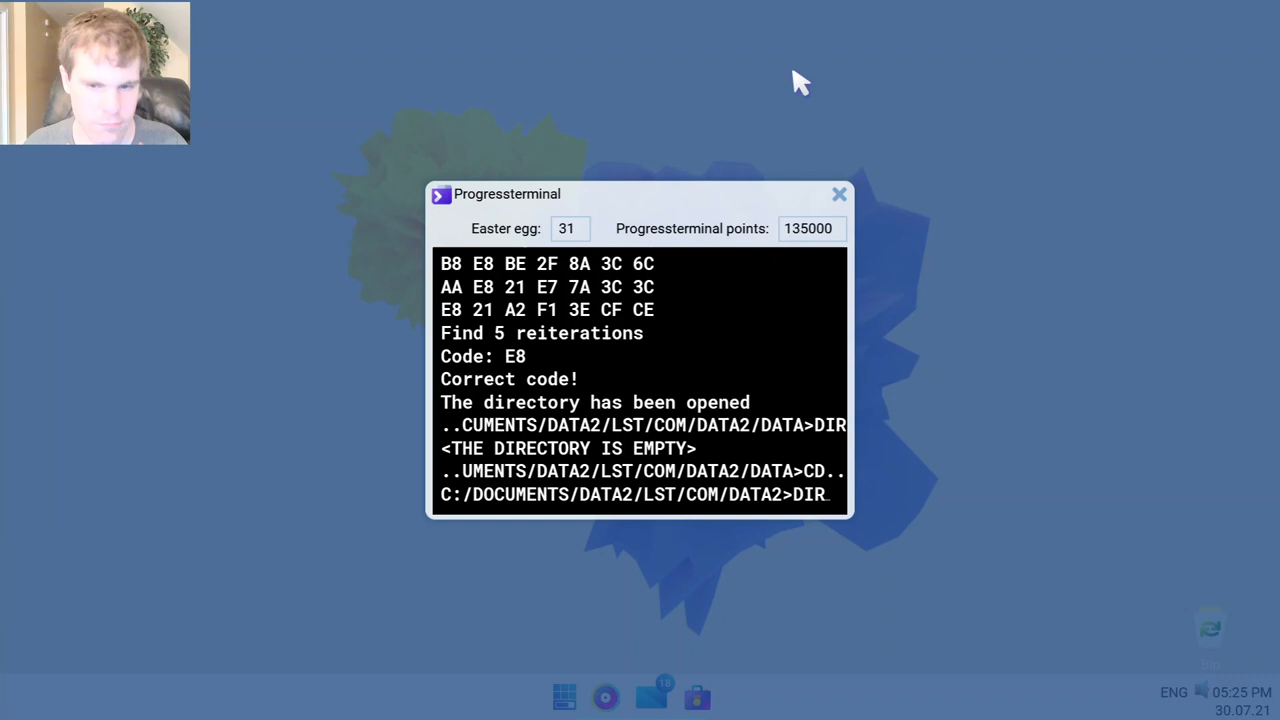 Progressterminal
Easter egg: 31 Progressterminal points: 135000
B8 E8 BE 2F 8A 3C 6C
AA E8 21 E7 7A 3C 3C
E8 21 A2 F1 3E CF CE
Find 5 reiterations
Code: E8
Correct code!
The directory has been opened
..CUMENTS/DATA2/LST/COM/DATA2/DATA>DIR
<THE DIRECTORY IS EMPTY>
..UMENTS/DATA2/LST/COM/DATA2/DATA>CD..
C:/DOCUMENTS/DATA2/LST/COM/DATA2>DIR_
Bin
18
ENG 05:25 PM
30.07.21